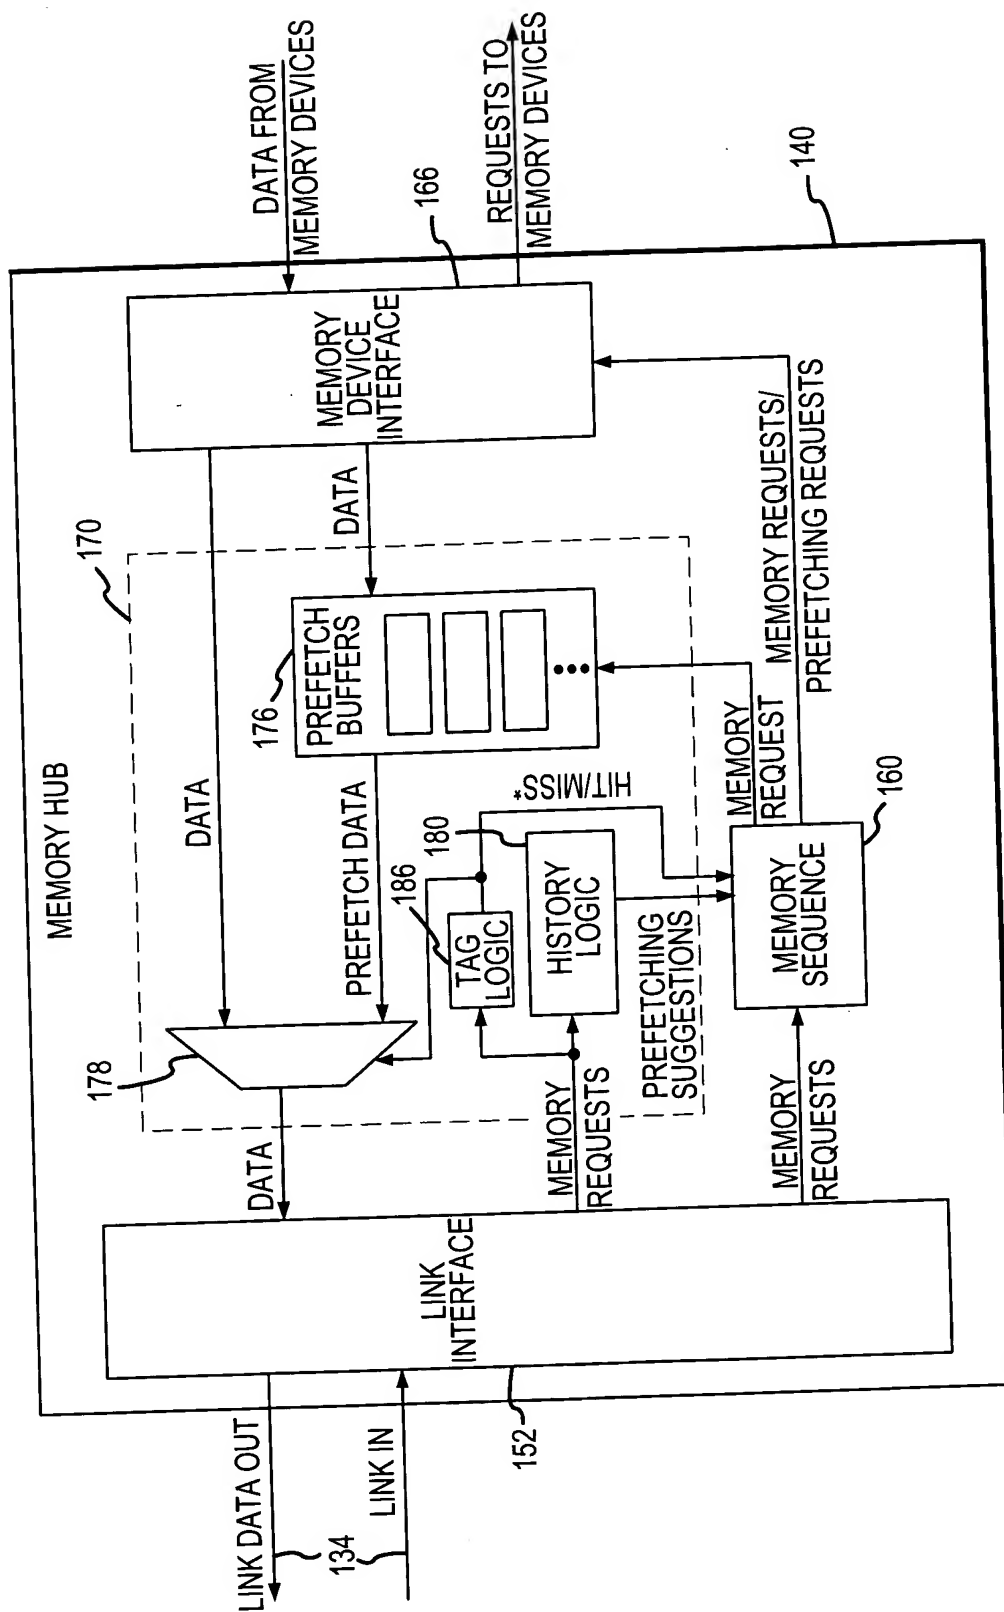 MEMORY HUB
140
LINK DATA OUT
LINK IN
134
LINK
INTERFACE
152
DATA
178
DATA
PREFETCH DATA
170
176
PREFETCH
BUFFERS
DATA
MEMORY
DEVICE
INTERFACE
166
DATA FROM
MEMORY DEVICES
REQUESTS TO
MEMORY DEVICES
186
TAG
LOGIC
HIT/MISS*
180
HISTORY
LOGIC
MEMORY
REQUESTS
PREFETCHING
SUGGESTIONS
MEMORY
REQUESTS
MEMORY
SEQUENCE
160
MEMORY
REQUEST
MEMORY REQUESTS/
PREFETCHING REQUESTS